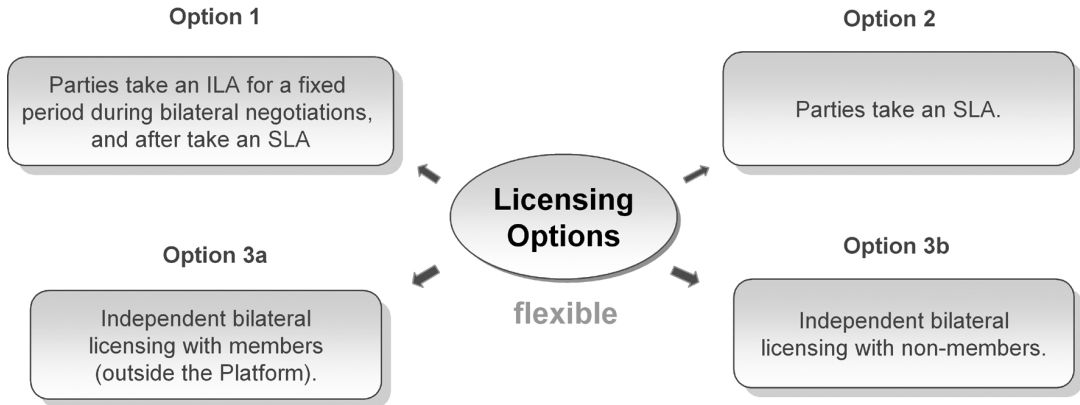 Option 1
Parties take an ILA for a fixed
period during bilateral negotiations,
and after take an SLA
Option 2
Parties take an SLA.
Licensing
Options
flexible
Option 3a
Independent bilateral
licensing with members
(outside the Platform).
Option 3b
Independent bilateral
licensing with non-members.